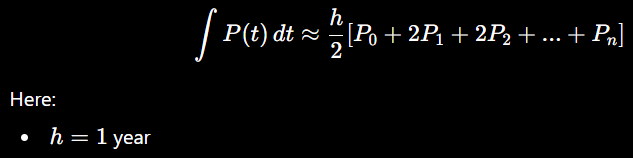 ∫ P(t) dt ≈ h/2 [P₀ + 2P₁ + 2P₂ + ... + Pₙ]
Here:
• h = 1 year